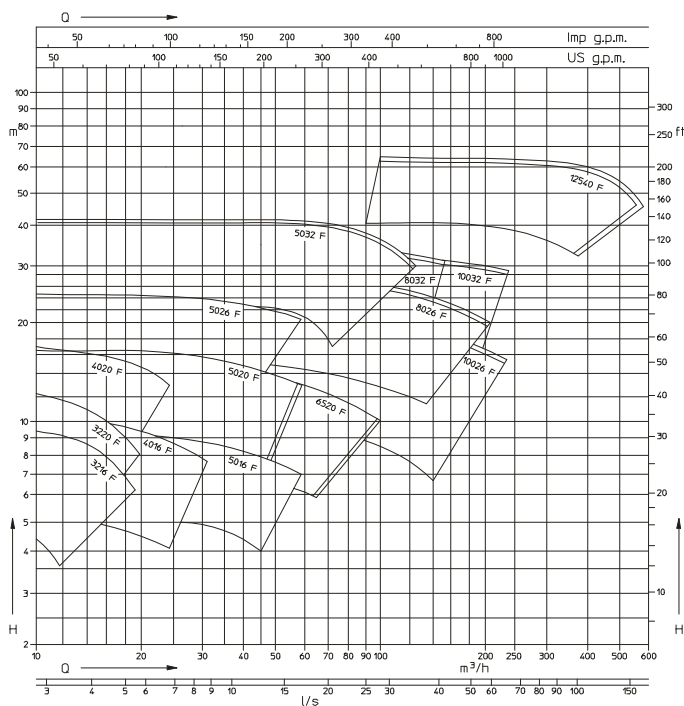 Q
50 100 150 200 300 400 800 Imp g.p.m.
50 100 200 300 400 800 1000 US g.p.m.
100
90
m 80
70
60
50
40
30
20
10
9
8
7
6
5
4
3
2
H
300
250 ft
200
180
160
140
120
100
80
60
50
40
30
20
10
H
12540 F
5032 F
8032 F
10032 F
5026 F
8026 F
10026 F
4020 F
5020 F
6520 F
3220 F
4016 F
5016 F
3216 F
10 20 30 40 50 60 70 80 90 100 200 250 300 400 500 600
Q m³/h
3 4 5 6 7 8 9 10 15 20 25 30 40 50 60 70 80 90 100 150
l/s